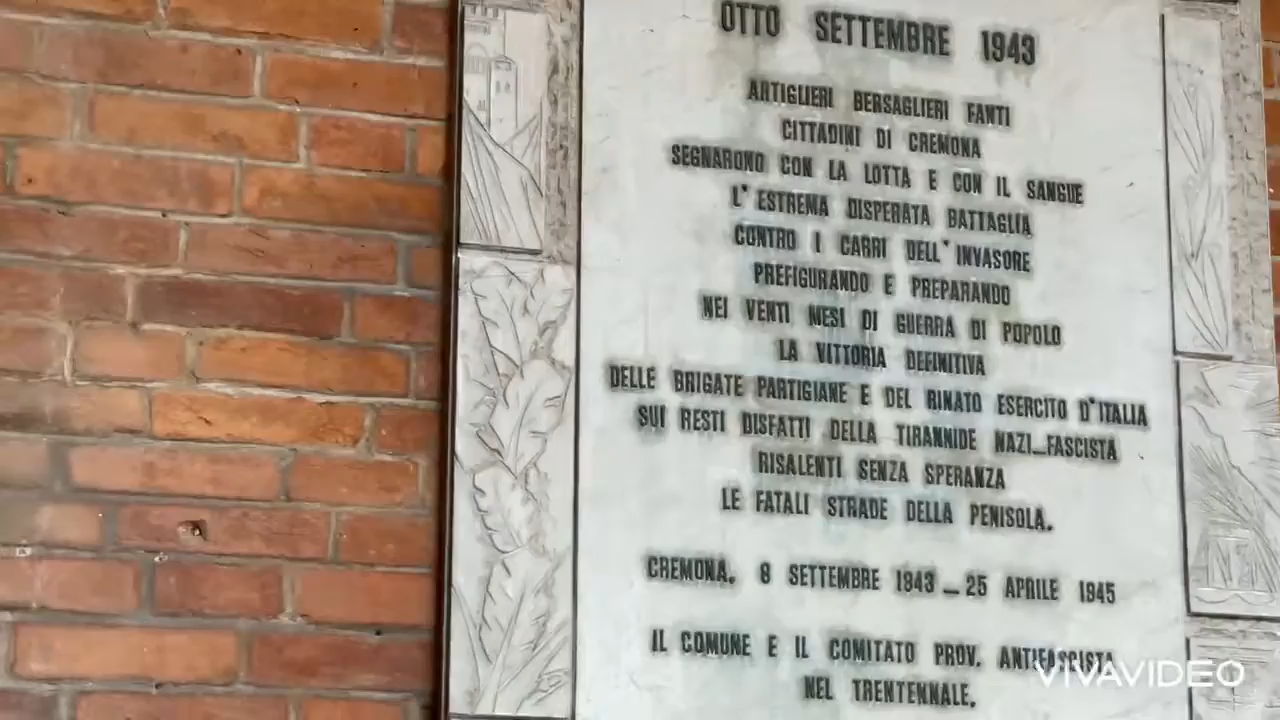 OTTO SETTEMBRE 1943
ARTIGLIERI BERSAGLIERI FANTI
CITTADINI DI CREMONA
SEGNARONO CON LA LOTTA E CON IL SANGUE
L'ESTREMA DISPERATA BATTAGLIA
CONTRO I CARRI DELL'INVASORE
PREFIGURANDO E PREPARANDO
NEI VENTI MESI DI GUERRA DI POPOLO
LA VITTORIA DEFINITIVA
DELLE BRIGATE PARTIGIANE E DEL RINATO ESERCITO D'ITALIA
SUI RESTI DISFATTI DELLA TIRANNIDE NAZI-FASCISTA
RISALENTI SENZA SPERANZA
LE FATALI STRADE DELLA PENISOLA.
CREMONA. 8 SETTEMBRE 1943 - 25 APRILE 1945
IL COMUNE E IL COMITATO PROV. ANTIFASCISTA
NEL TRENTENNALE.
VIVAVIDEO